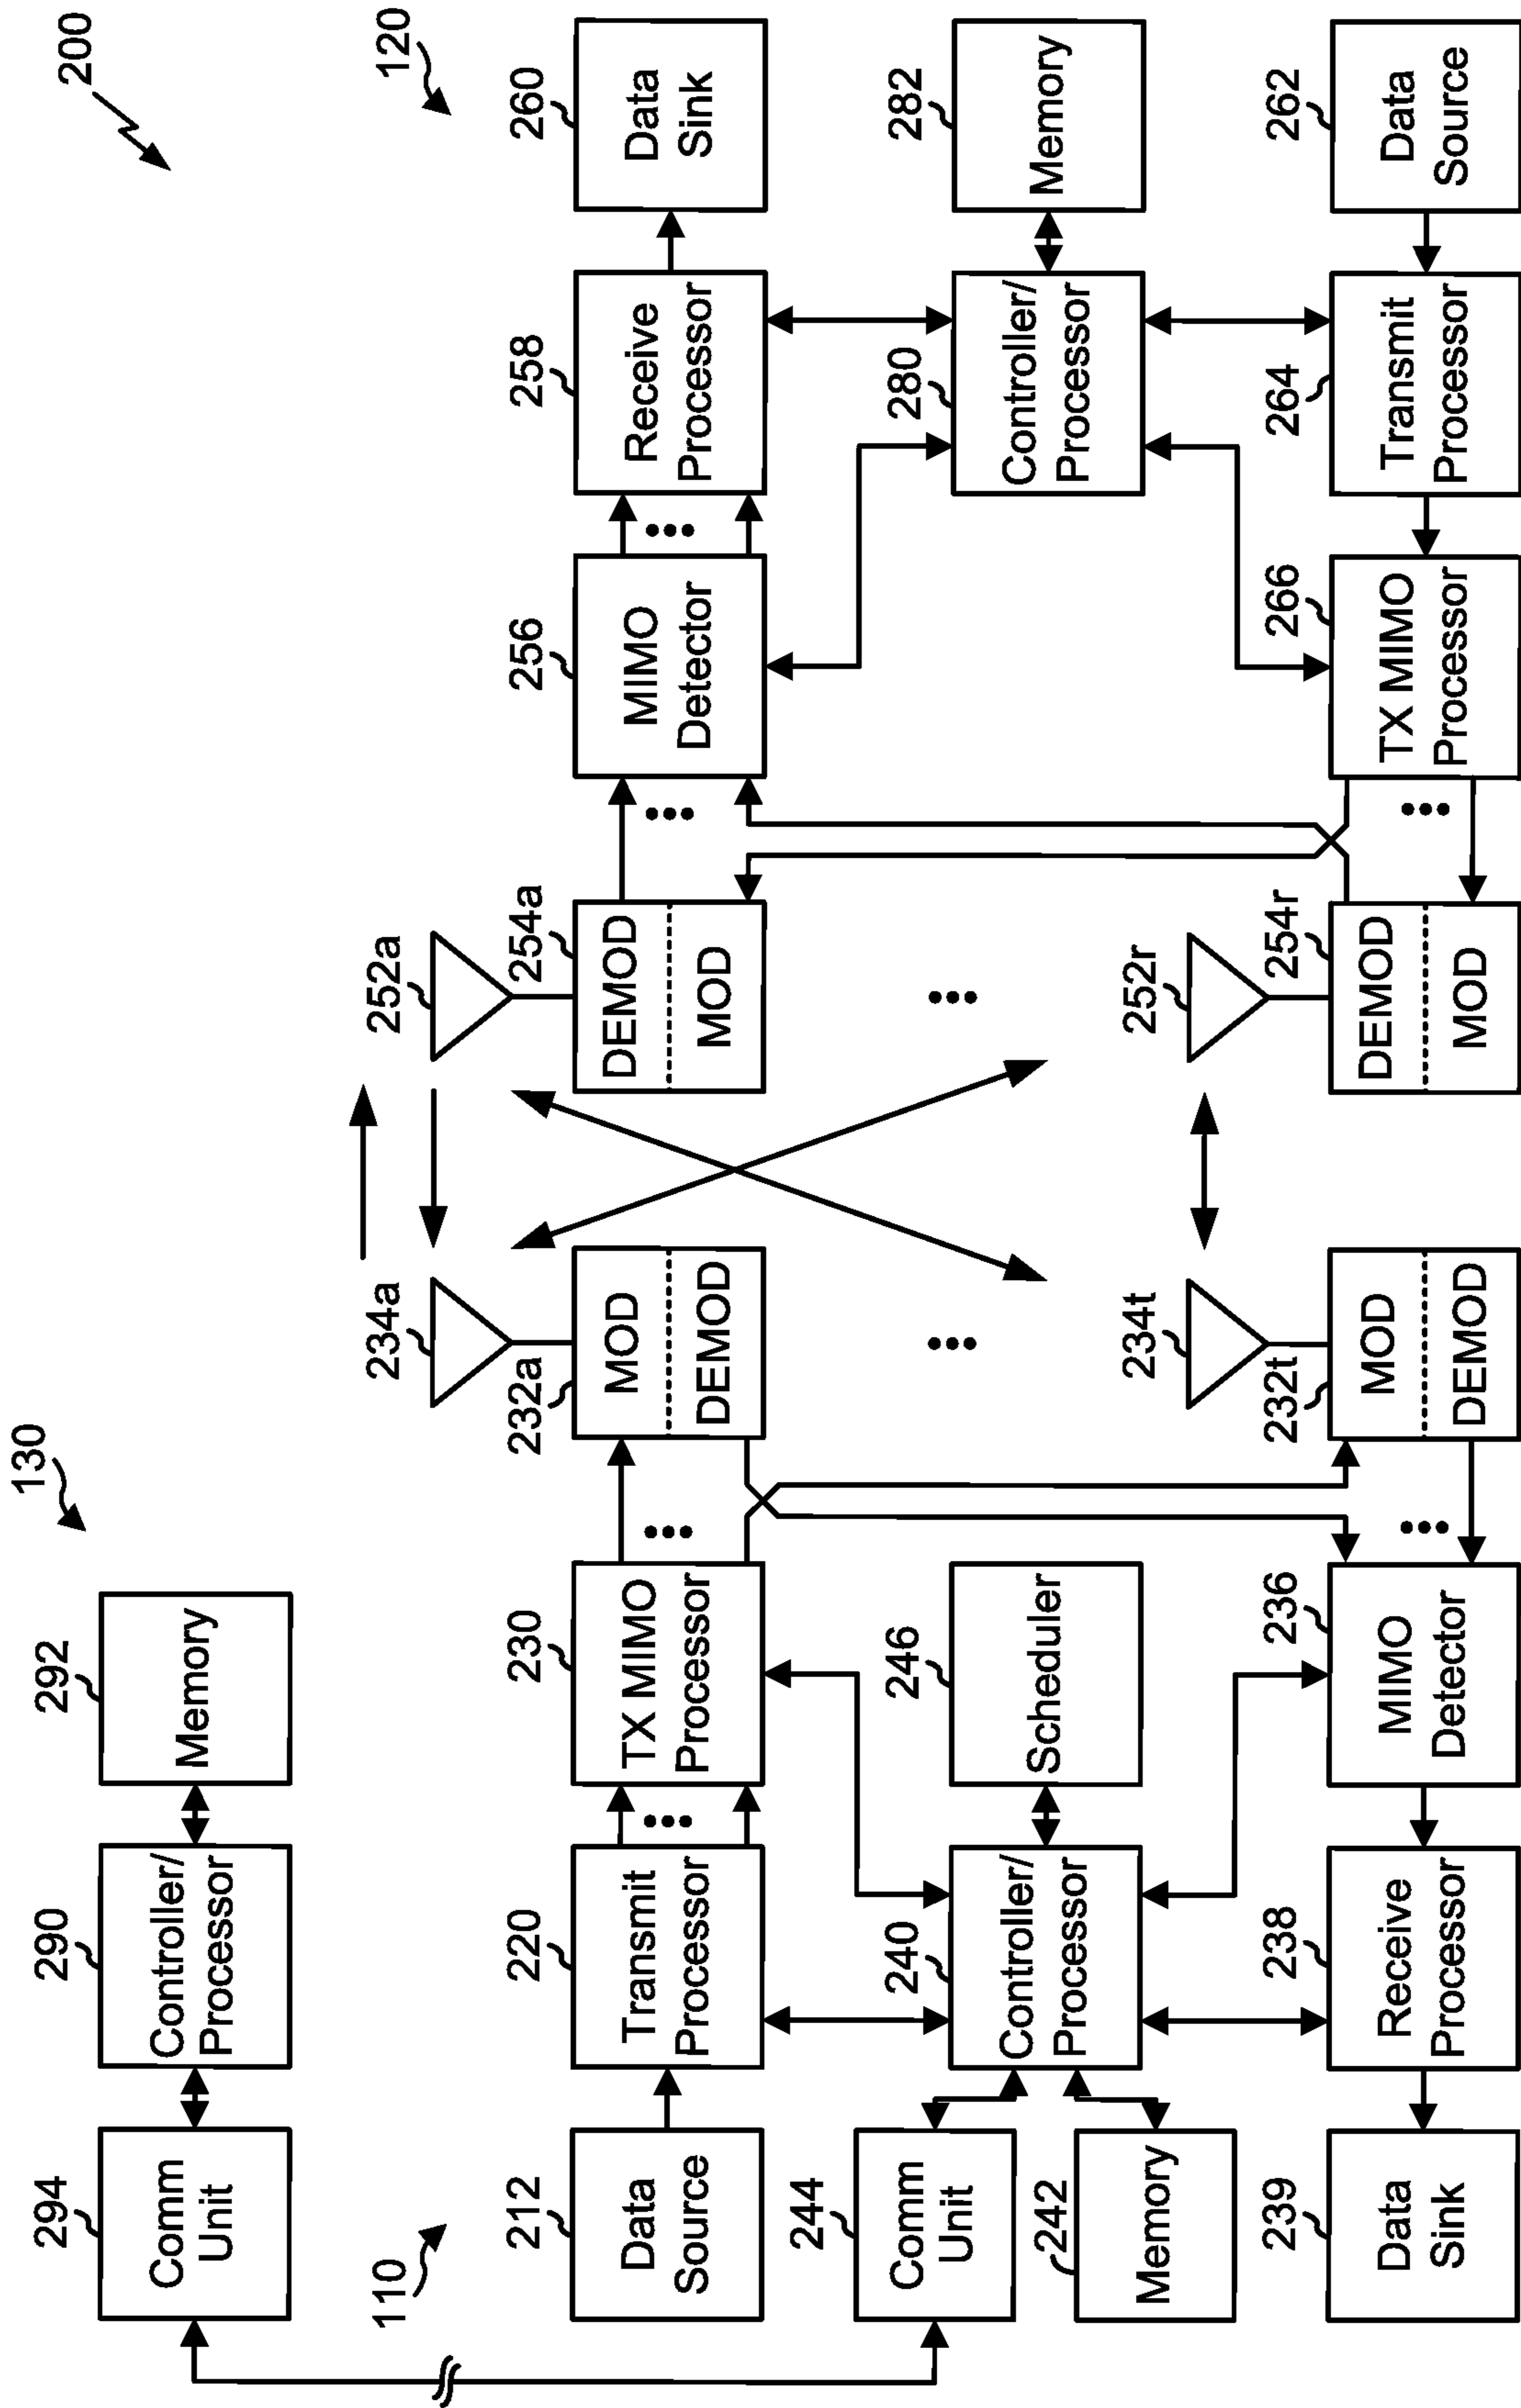 200
130
294
Comm
Unit
290
Controller/
Processor
292
Memory
110
120
212
Data
Source
220
Transmit
Processor
230
TX MIMO
Processor
234a
232a
MOD
DEMOD
252a
254a
DEMOD
MOD
256
MIMO
Detector
258
Receive
Processor
260
Data
Sink
244
Comm
Unit
242
Memory
240
Controller/
Processor
246
Scheduler
280
Controller/
Processor
282
Memory
239
Data
Sink
238
Receive
Processor
236
MIMO
Detector
234t
232t
MOD
DEMOD
252r
254r
DEMOD
MOD
266
TX MIMO
Processor
264
Transmit
Processor
262
Data
Source